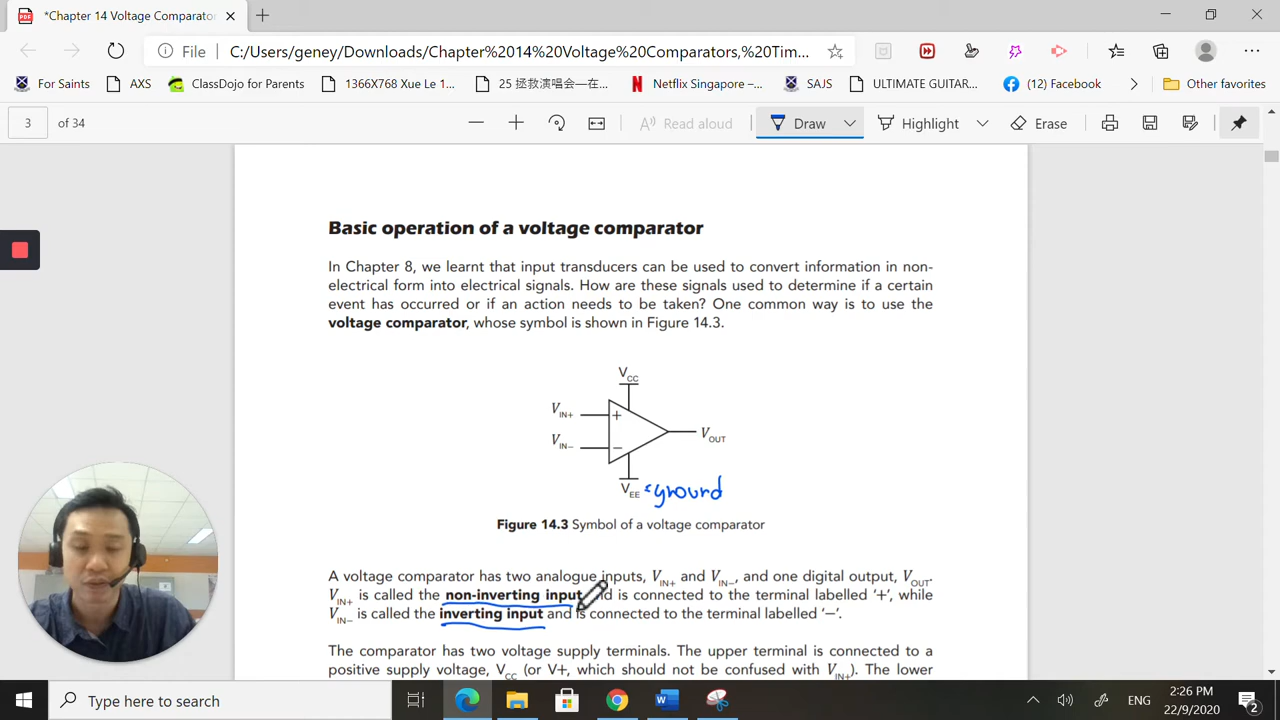 *Chapter 14 Voltage Comparator
File C:/Users/geney/Downloads/Chapter%2014%20Voltage%20Comparators,%20Tim...
For Saints AXS ClassDojo for Parents 1366X768 Xue Le 1... 25 拯救演唱会—在... Netflix Singapore –... SAJS ULTIMATE GUITAR... (12) Facebook Other favorites
3 of 34 Read aloud Draw Highlight Erase
Basic operation of a voltage comparator
In Chapter 8, we learnt that input transducers can be used to convert information in non-
electrical form into electrical signals. How are these signals used to determine if a certain
event has occurred or if an action needs to be taken? One common way is to use the
voltage comparator, whose symbol is shown in Figure 14.3.
VCC
VIN+
+
VIN−
−
VOUT
VEE ground
Figure 14.3 Symbol of a voltage comparator
A voltage comparator has two analogue inputs, VIN+ and VIN−, and one digital output, VOUT.
VIN+ is called the non-inverting input and is connected to the terminal labelled ‘+’, while
VIN− is called the inverting input and is connected to the terminal labelled ‘−’.
The comparator has two voltage supply terminals. The upper terminal is connected to a
positive supply voltage, VCC (or V+, which should not be confused with VIN+). The lower
Type here to search
ENG
2:26 PM
22/9/2020
2